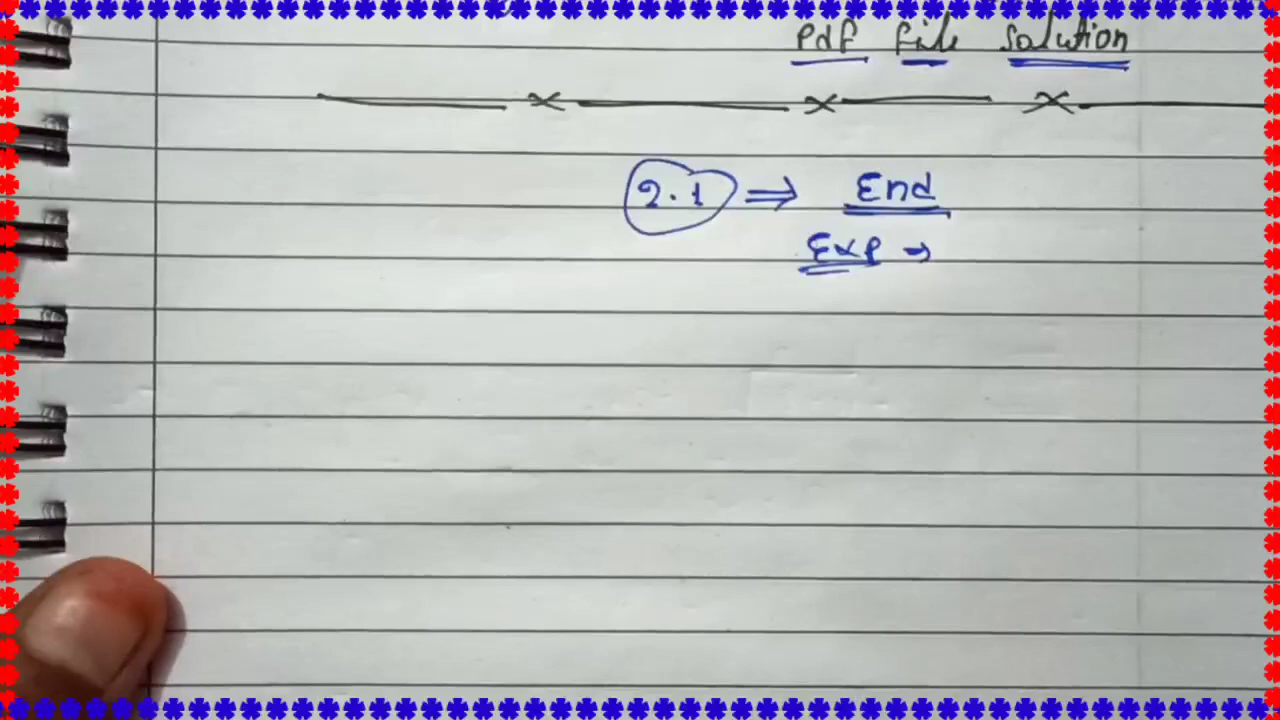 Pdf file solution
2.1 ⇒ End
Exp →